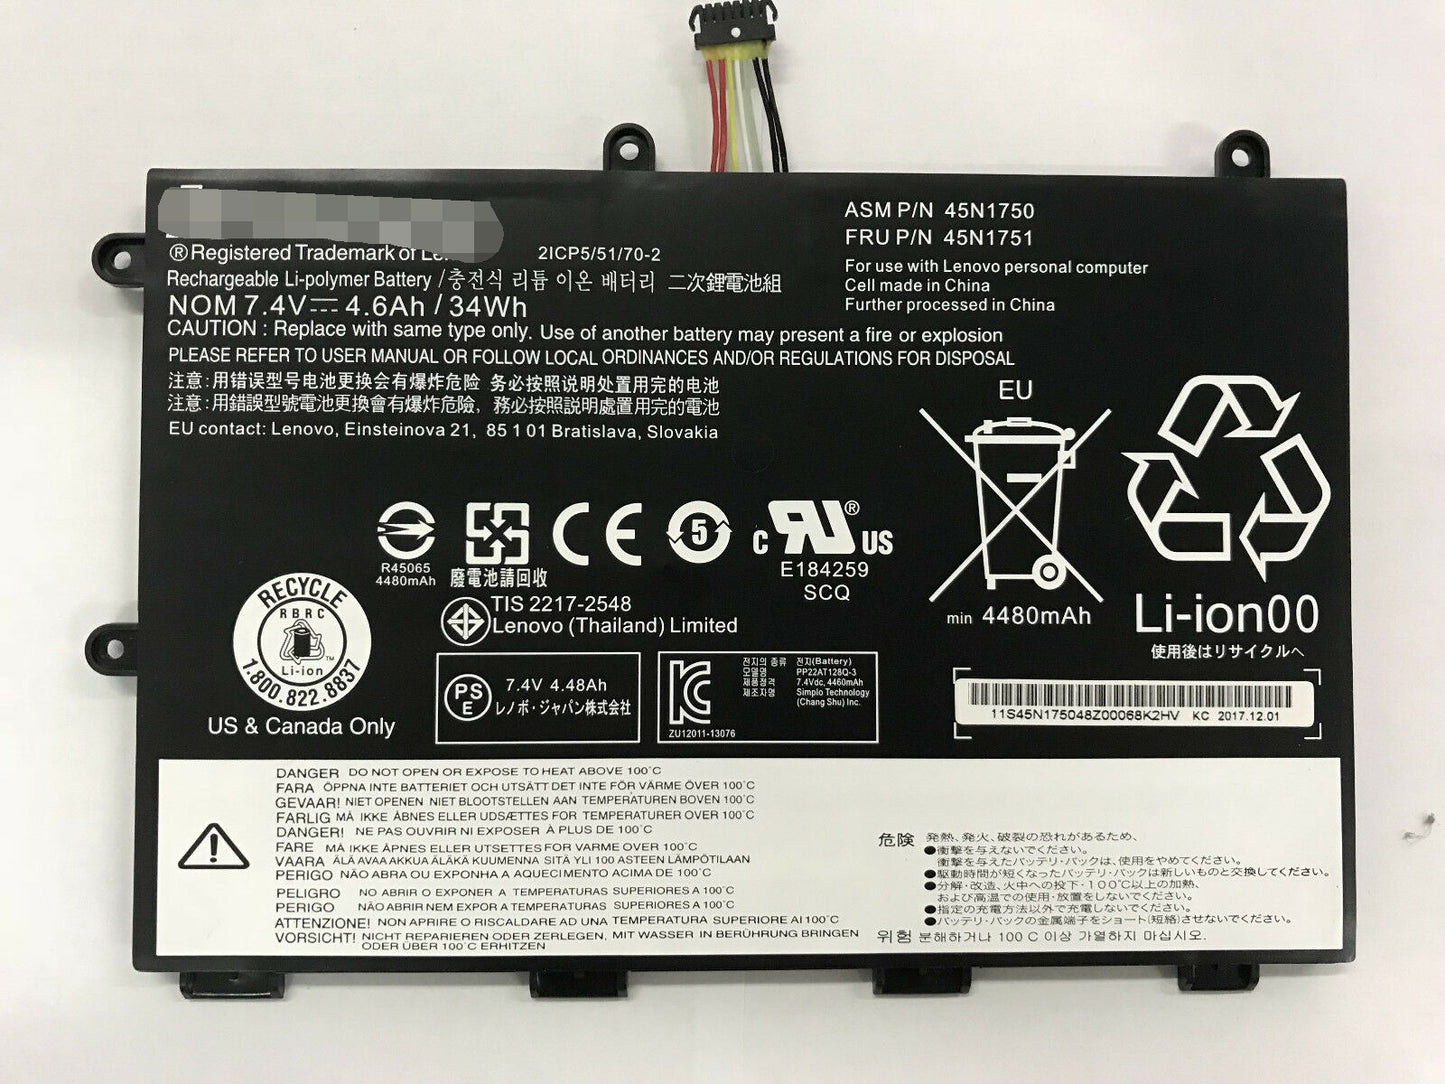 ®Registered Trademark of Le
2ICP5/51/70-2
Rechargeable Li-polymer Battery /충전식 리튬 이온 배터리 二次鋰電池組
NOM 7.4V⎓ 4.6Ah / 34Wh
ASM P/N 45N1750
FRU P/N 45N1751
For use with Lenovo personal computer
Cell made in China
Further processed in China
CAUTION : Replace with same type only. Use of another battery may present a fire or explosion
PLEASE REFER TO USER MANUAL OR FOLLOW LOCAL ORDINANCES AND/OR REGULATIONS FOR DISPOSAL
注意: 用错误型号电池更换会有爆炸危险 务必按照说明处置用完的电池
注意: 用錯誤型號電池更換會有爆炸危險, 務必按照説明處置用完的電池
EU contact: Lenovo, Einsteinova 21, 85 1 01 Bratislava, Slovakia
EU
min 4480mAh
Li-ion00
使用後はリサイクルへ
R45065
4480mAh
廢電池請回收
CE
5
c RU® US
E184259
SCQ
TIS 2217-2548
Lenovo (Thailand) Limited
RECYCLE
RBRC
Li-ion
TM
1.800.822.8837
US & Canada Only
PS
E
7.4V 4.48Ah
レノボ・ジャパン株式会社
전지의 종류 전지(Battery)
모델명 PP22AT128Q-3
제품정격 7.4Vdc, 4460mAh
제조자명 Simplo Technology
(Chang Shu) Inc.
ZU12011-13076
11S45N175048Z00068K2HV KC 2017.12.01
DANGER DO NOT OPEN OR EXPOSE TO HEAT ABOVE 100°C
FARA ÖPPNA INTE BATTERIET OCH UTSÄTT DET INTE FÖR VÄRME ÖVER 100°C
GEVAAR! NIET OPENEN NIET BLOOTSTELLEN AAN TEMPERATUREN BOVEN 100°C
FARLIG MÅ IKKE ÅBNES ELLER UDSÆTTES FOR TEMPERATURER OVER 100°C
DANGER! NE PAS OUVRIR NI EXPOSER À PLUS DE 100°C
FARE MÅ IKKE ÅPNES ELLER UTSETTES FOR VARME OVER 100°C
VAARA ÄLÄ AVAA AKKUA ÄLÄKÄ KUUMENNA SITÄ YLI 100 ASTEEN LÄMPÖTILAAN
PERIGO NÃO ABRA OU EXPONHA A AQUECIMENTO ACIMA DE 100°C
PELIGRO NO ABRIR O EXPONER A TEMPERATURAS SUPERIORES A 100°C
PERIGO NÃO ABRIR NEM EXPOR A TEMPERATURAS SUPERIORES A 100°C
ATTENZIONE! NON APRIRE O RISCALDARE AD UNA TEMPERATURA SUPERIORE AI 100°C
VORSICHT! NICHT REPARIEREN ODER ZERLEGEN, MIT WASSER IN BERÜHRUNG BRINGEN
ODER ÜBER 100°C ERHITZEN
危険 発熱、発火、破裂の恐れがあるため、
●衝撃を与えないでください。
衝撃を与えたバッテリ・パックは、使用をやめてください。
●駆動時間が短くなったバッテリ・パックは新しいものと交換してください。
●分解・改造、火中への投下・100℃以上の加熱、
および高温での使用・放置をしないでください。
●指定の充電方法以外で充電しないでください。
●バッテリ・パックの金属端子をショート(短絡)させないでください。
위험 분해하거나 100 C 이상 가열하지 마십시오.